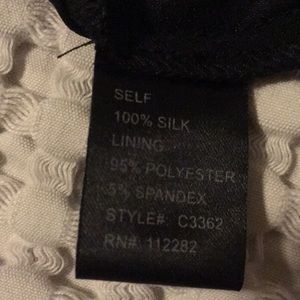 SELF
100% SILK
LINING
95% POLYESTER
5% SPANDEX
STYLE#: C3362
RN#: 112282